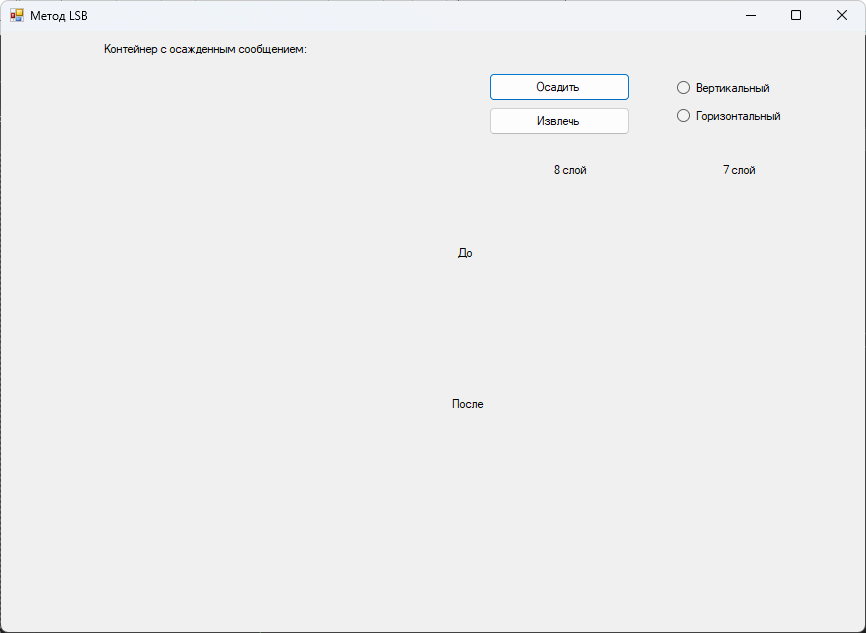 Метод LSB
Контейнер с осажденным сообщением:
Осадить
Вертикальный
Извлечь
Горизонтальный
8 слой
7 слой
До
После